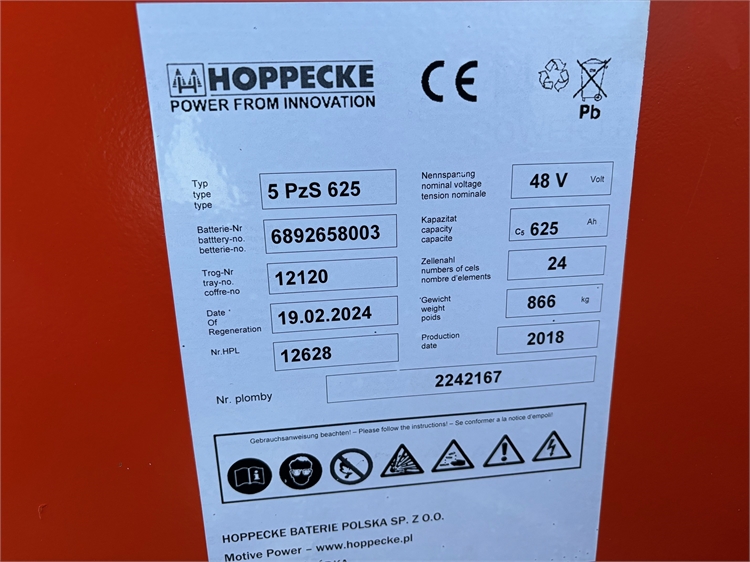 HOPPECKE
POWER FROM INNOVATION
CE
Pb
Typ
type
type
5 PzS 625
Nennspanung
nominal voltage
tension nominale
48 V Volt
Batterie-Nr
battery-no.
betterie-no.
6892658003
Kapazitat
capacity
capacite
C5 625 Ah
Trog-Nr
tray-no.
coffre-no
12120
Zellenahl
numbers of cels
nombre d'elements
24
Date
Of
Regeneration
19.02.2024
Gewicht
weight
poids
866 kg
Nr.HPL
12628
Production
date
2018
Nr. plomby
2242167
Gebrauchsanweisung beachten! – Please follow the instructions! – Se conformer a la notice d'empoli!
HOPPECKE BATERIE POLSKA SP. Z O.O.
Motive Power – www.hoppecke.pl